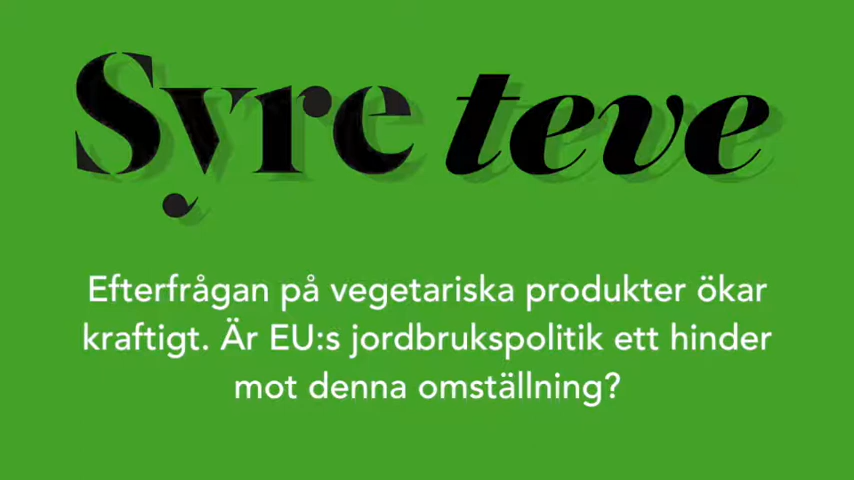 Syre teve
Efterfrågan på vegetariska produkter ökar
kraftigt. Är EU:s jordbrukspolitik ett hinder
mot denna omställning?